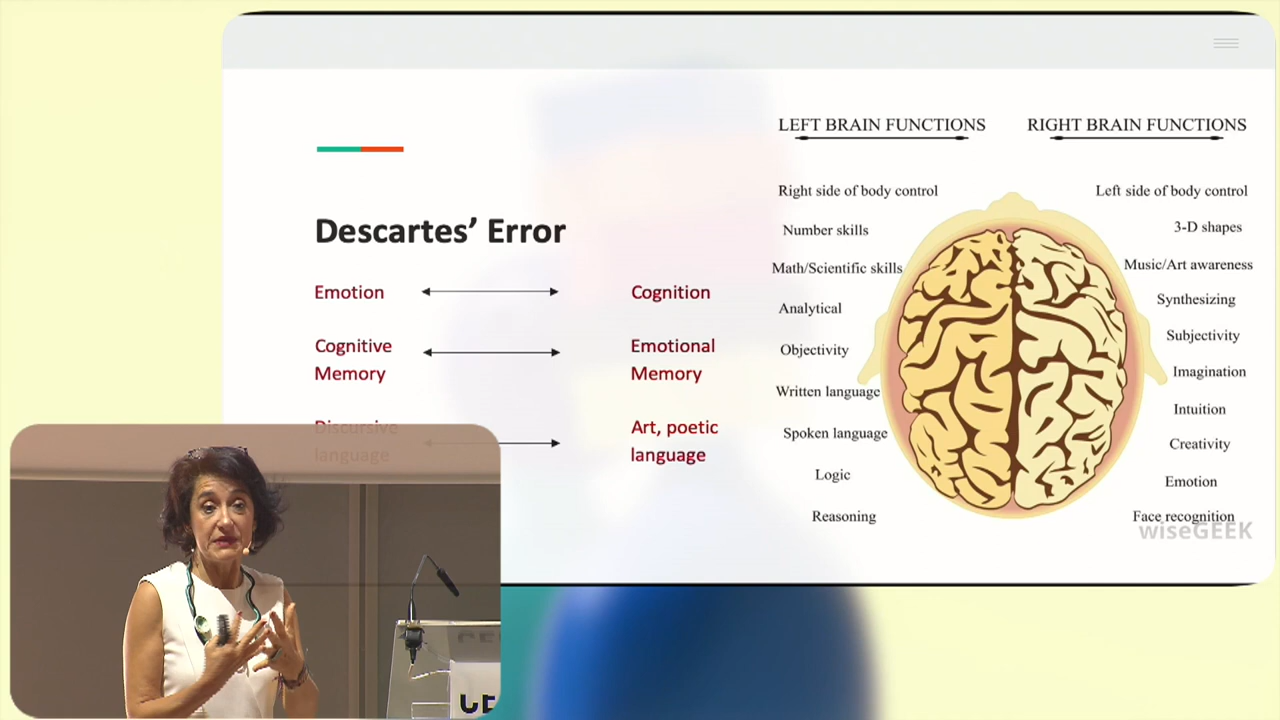 LEFT BRAIN FUNCTIONS
RIGHT BRAIN FUNCTIONS
Descartes’ Error
Emotion
Cognition
Cognitive
Memory
Emotional
Memory
Discursive
language
Art, poetic
language
Right side of body control
Number skills
Math/Scientific skills
Analytical
Objectivity
Written language
Spoken language
Logic
Reasoning
Left side of body control
3-D shapes
Music/Art awareness
Synthesizing
Subjectivity
Imagination
Intuition
Creativity
Emotion
Face recognition
wiseGEEK